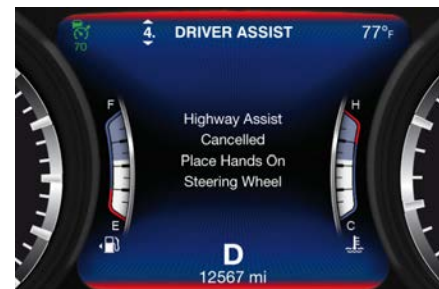 70
4. DRIVER ASSIST 77°F
F
H
Highway Assist
Cancelled
Place Hands On
Steering Wheel
E
C
D
12567 mi